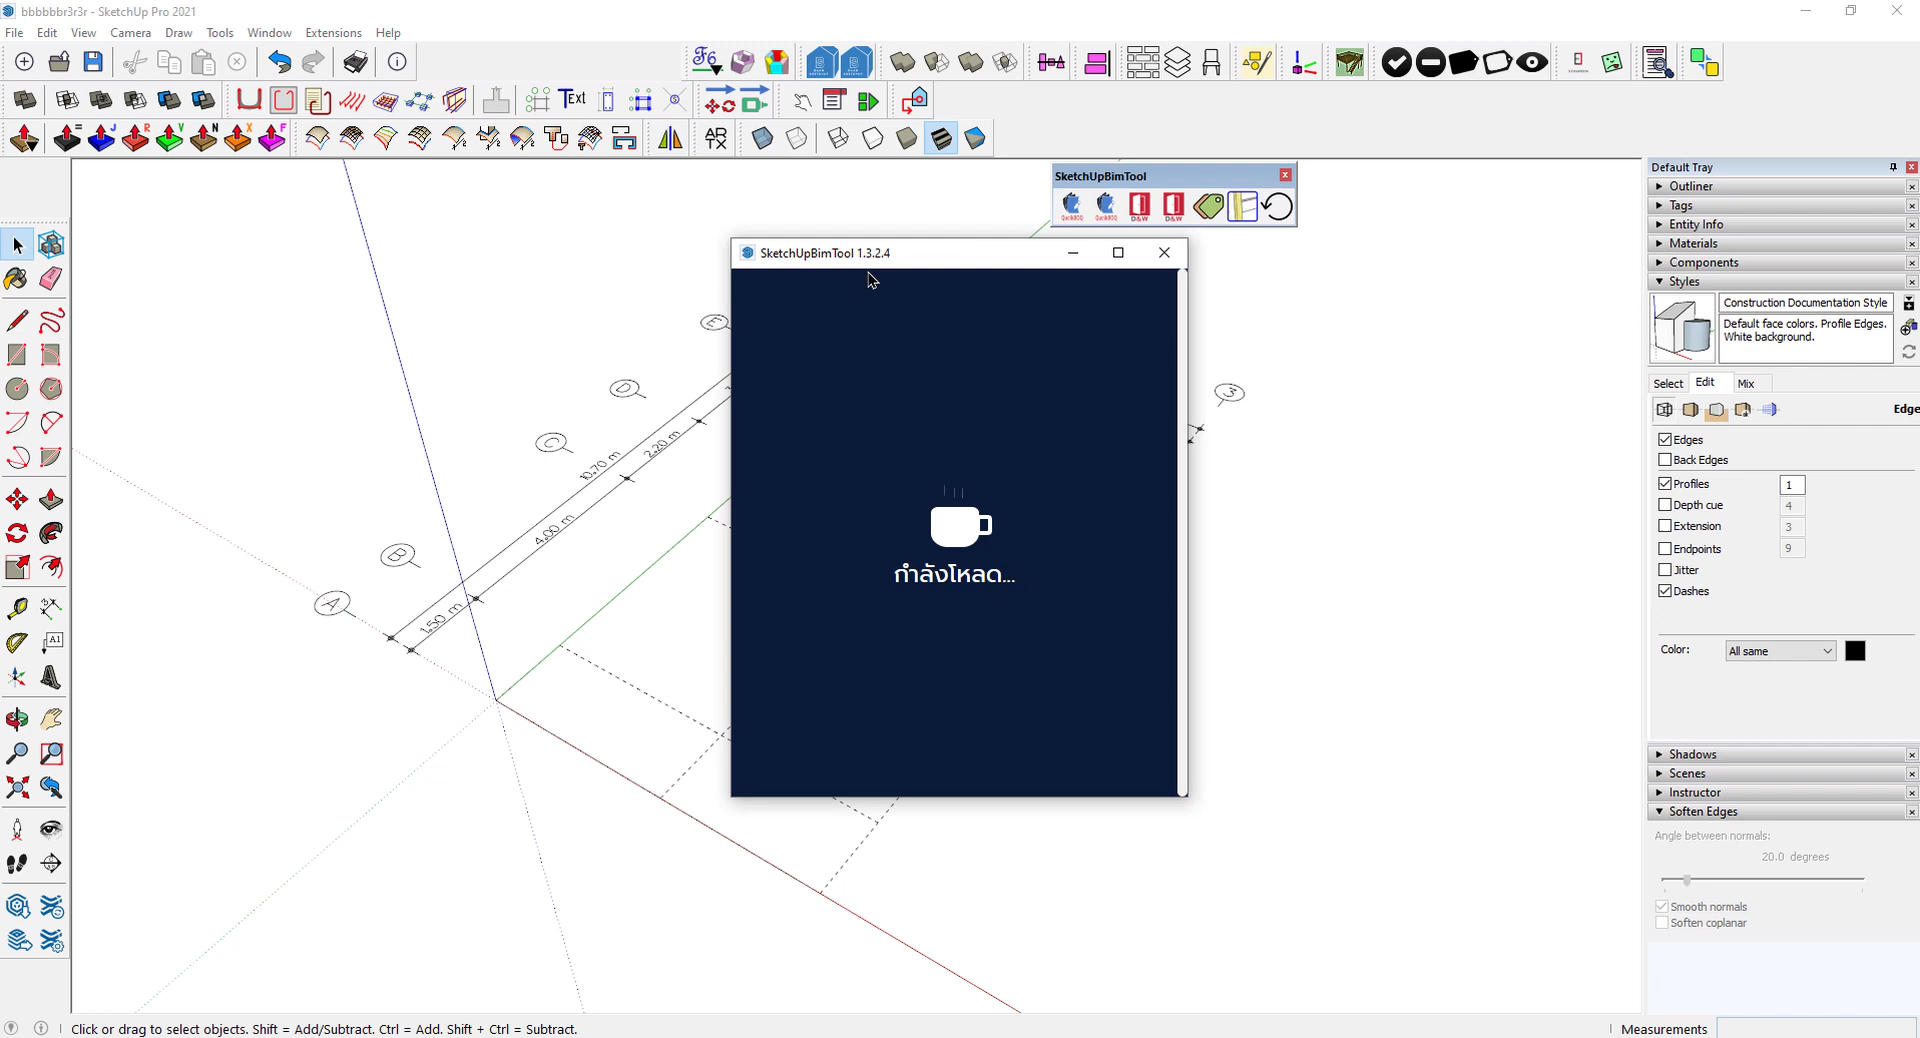 bbbbbbr3r3r - SketchUp Pro 2021
File Edit View Camera Draw Tools Window Extensions Help
Text
= J R V N X F
AR
TX
SketchUpBimTool
D&W D&W
Default Tray
Outliner
Tags
Entity Info
Materials
Components
Styles
Construction Documentation Style
Default face colors. Profile Edges.
White background.
Select Edit Mix
Edge
Edges
Back Edges
Profiles 1
Depth cue 4
Extension 3
Endpoints 9
Jitter
Dashes
Color: All same
Shadows
Scenes
Instructor
Soften Edges
Angle between normals:
20.0 degrees
Smooth normals
Soften coplanar
SketchUpBimTool 1.3.2.4
กำลังโหลด...
E
D
C
B
A
3
10.70 m
2.20 m
4.00 m
1.50 m
A1
Click or drag to select objects. Shift = Add/Subtract. Ctrl = Add. Shift + Ctrl = Subtract.
Measurements